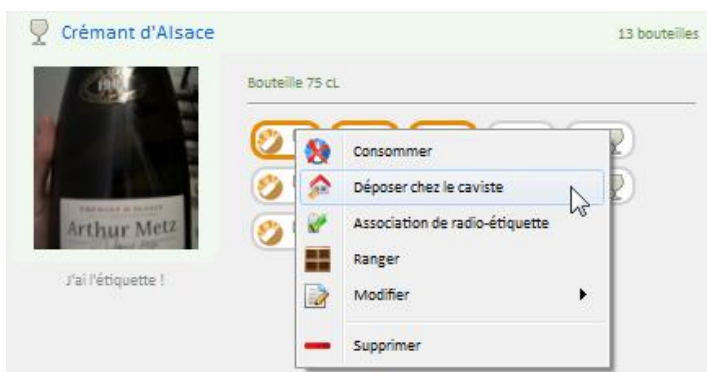 Crémant d'Alsace
13 bouteilles
Bouteille 75 cL
Consommer
Déposer chez le caviste
Association de radio-étiquette
Ranger
Modifier
Supprimer
Arthur Metz
J'ai l'étiquette !